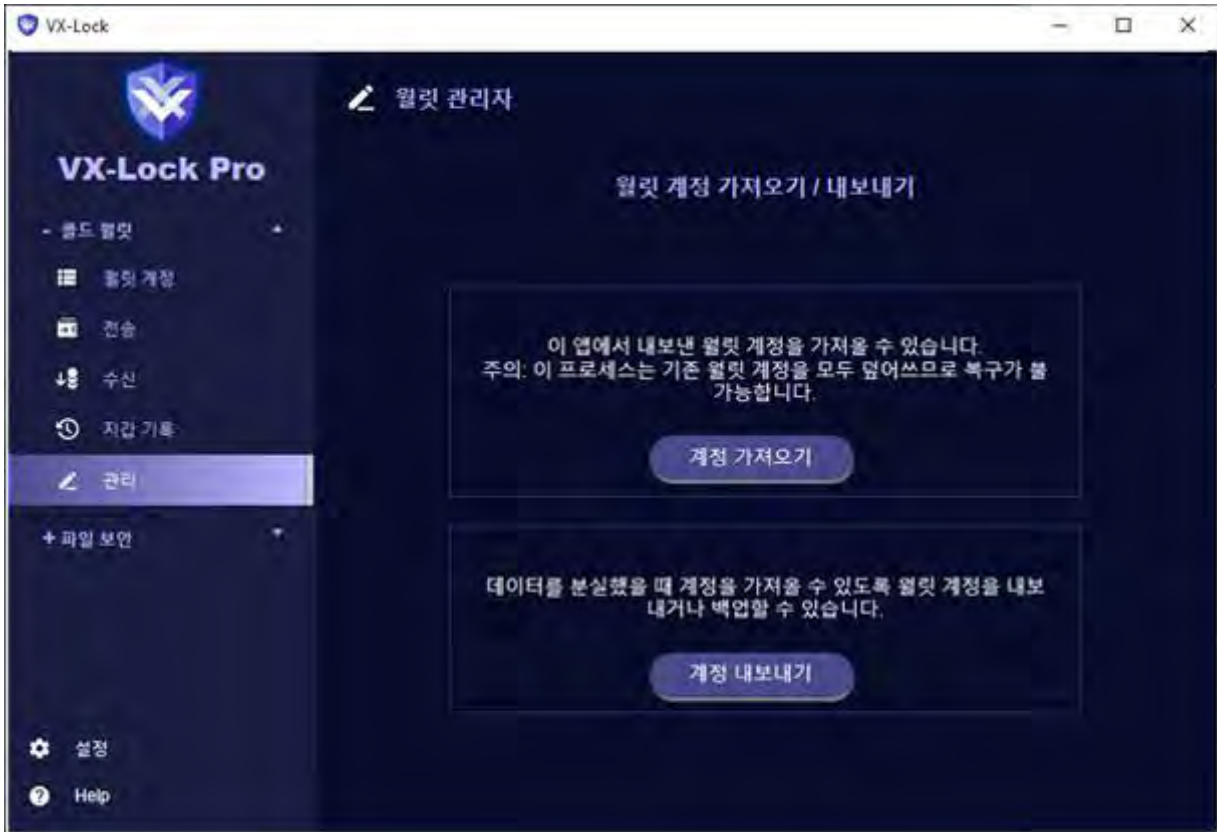 VX-Lock
VX-Lock Pro
- 콜드 월릿
월릿 계정
전송
수신
지갑 기록
관리
+ 파일 보안
설정
Help
월릿 관리자
월릿 계정 가져오기 / 내보내기
이 앱에서 내보낸 월릿 계정을 가져올 수 있습니다.
주의: 이 프로세스는 기존 월릿 계정을 모두 덮어쓰므로 복구가 불
가능합니다.
계정 가져오기
데이터를 분실했을 때 계정을 가져올 수 있도록 월릿 계정을 내보
내거나 백업할 수 있습니다.
계정 내보내기